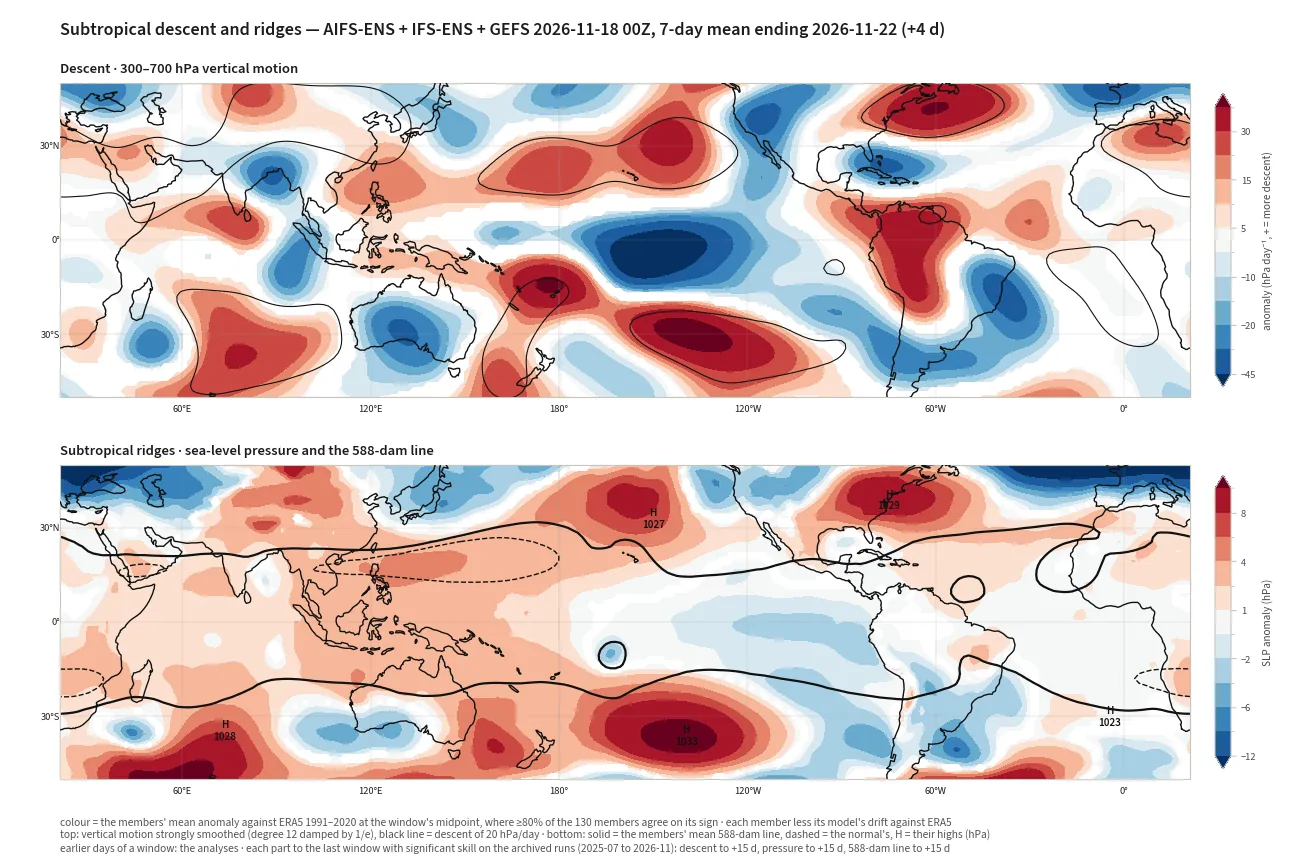 Subtropical descent and ridges — AIFS-ENS + IFS-ENS + GEFS 2026-11-18 00Z, 7-day mean ending 2026-11-22 (+4 d)
Descent · 300–700 hPa vertical motion
30°N
0°
30°S
60°E
120°E
180°
120°W
60°W
0°
30
15
5
−10
−20
−45
anomaly (hPa day⁻¹, + = more descent)
Subtropical ridges · sea-level pressure and the 588-dam line
30°N
0°
30°S
H
1027
H
1029
H
1028
H
1033
H
1023
60°E
120°E
180°
120°W
60°W
0°
8
4
1
−2
−6
−12
SLP anomaly (hPa)
colour = the members' mean anomaly against ERA5 1991–2020 at the window's midpoint, where ≥80% of the 130 members agree on its sign · each member less its model's drift against ERA5
top: vertical motion strongly smoothed (degree 12 damped by 1/e), black line = descent of 20 hPa/day · bottom: solid = the members' mean 588-dam line, dashed = the normal's, H = their highs (hPa)
earlier days of a window: the analyses · each part to the last window with significant skill on the archived runs (2025-07 to 2026-11): descent to +15 d, pressure to +15 d, 588-dam line to +15 d